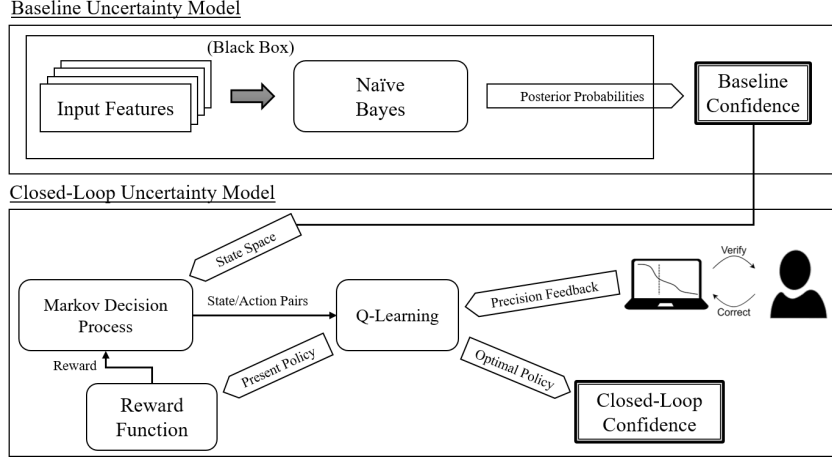 Baseline Uncertainty Model
(Black Box)
Input Features
Naïve
Bayes
Posterior Probabilities
Baseline
Confidence
Closed-Loop Uncertainty Model
State Space
Verify
Correct
Precision Feedback
Markov Decision
Process
State/Action Pairs
Q-Learning
Reward
Present Policy
Optimal Policy
Reward
Function
Closed-Loop
Confidence